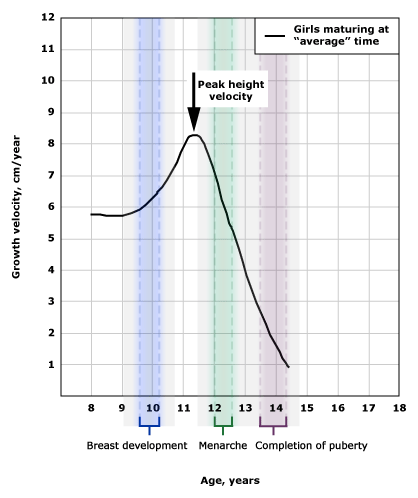 Girls maturing at
“average” time
Peak height
velocity
Growth velocity, cm/year
12
11
10
9
8
7
6
5
4
3
2
1
8 9 10 11 12 13 14 15 16 17 18
Breast development Menarche Completion of puberty
Age, years